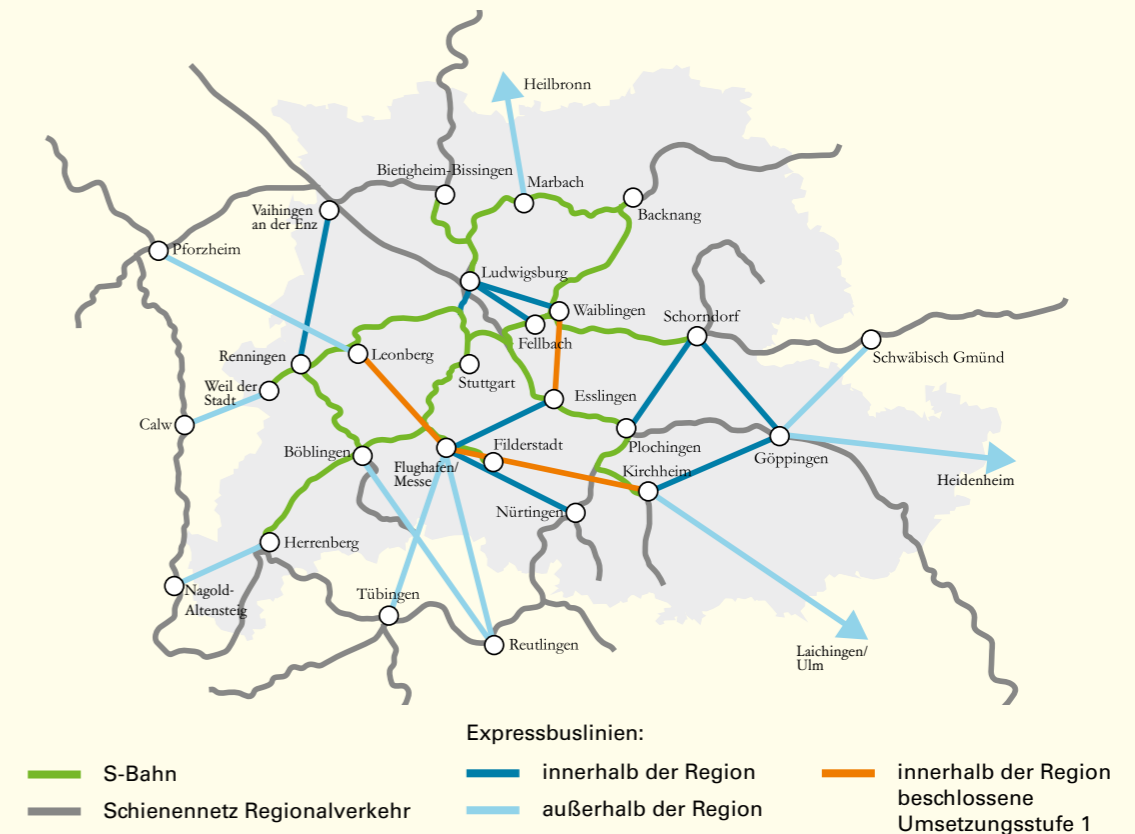 Heilbronn
Bietigheim-Bissingen
Marbach
Vaihingen
an der Enz
Backnang
Pforzheim
Ludwigsburg
Waiblingen
Schorndorf
Fellbach
Renningen
Leonberg
Schwäbisch Gmünd
Weil der
Stadt
Stuttgart
Calw
Esslingen
Böblingen
Filderstadt
Plochingen
Flughafen/
Messe
Kirchheim
Göppingen
Heidenheim
Nürtingen
Herrenberg
Nagold-
Altensteig
Tübingen
Reutlingen
Laichingen/
Ulm
Expressbuslinien:
S-Bahn
Schienennetz Regionalverkehr
innerhalb der Region
außerhalb der Region
innerhalb der Region
beschlossene
Umsetzungsstufe 1